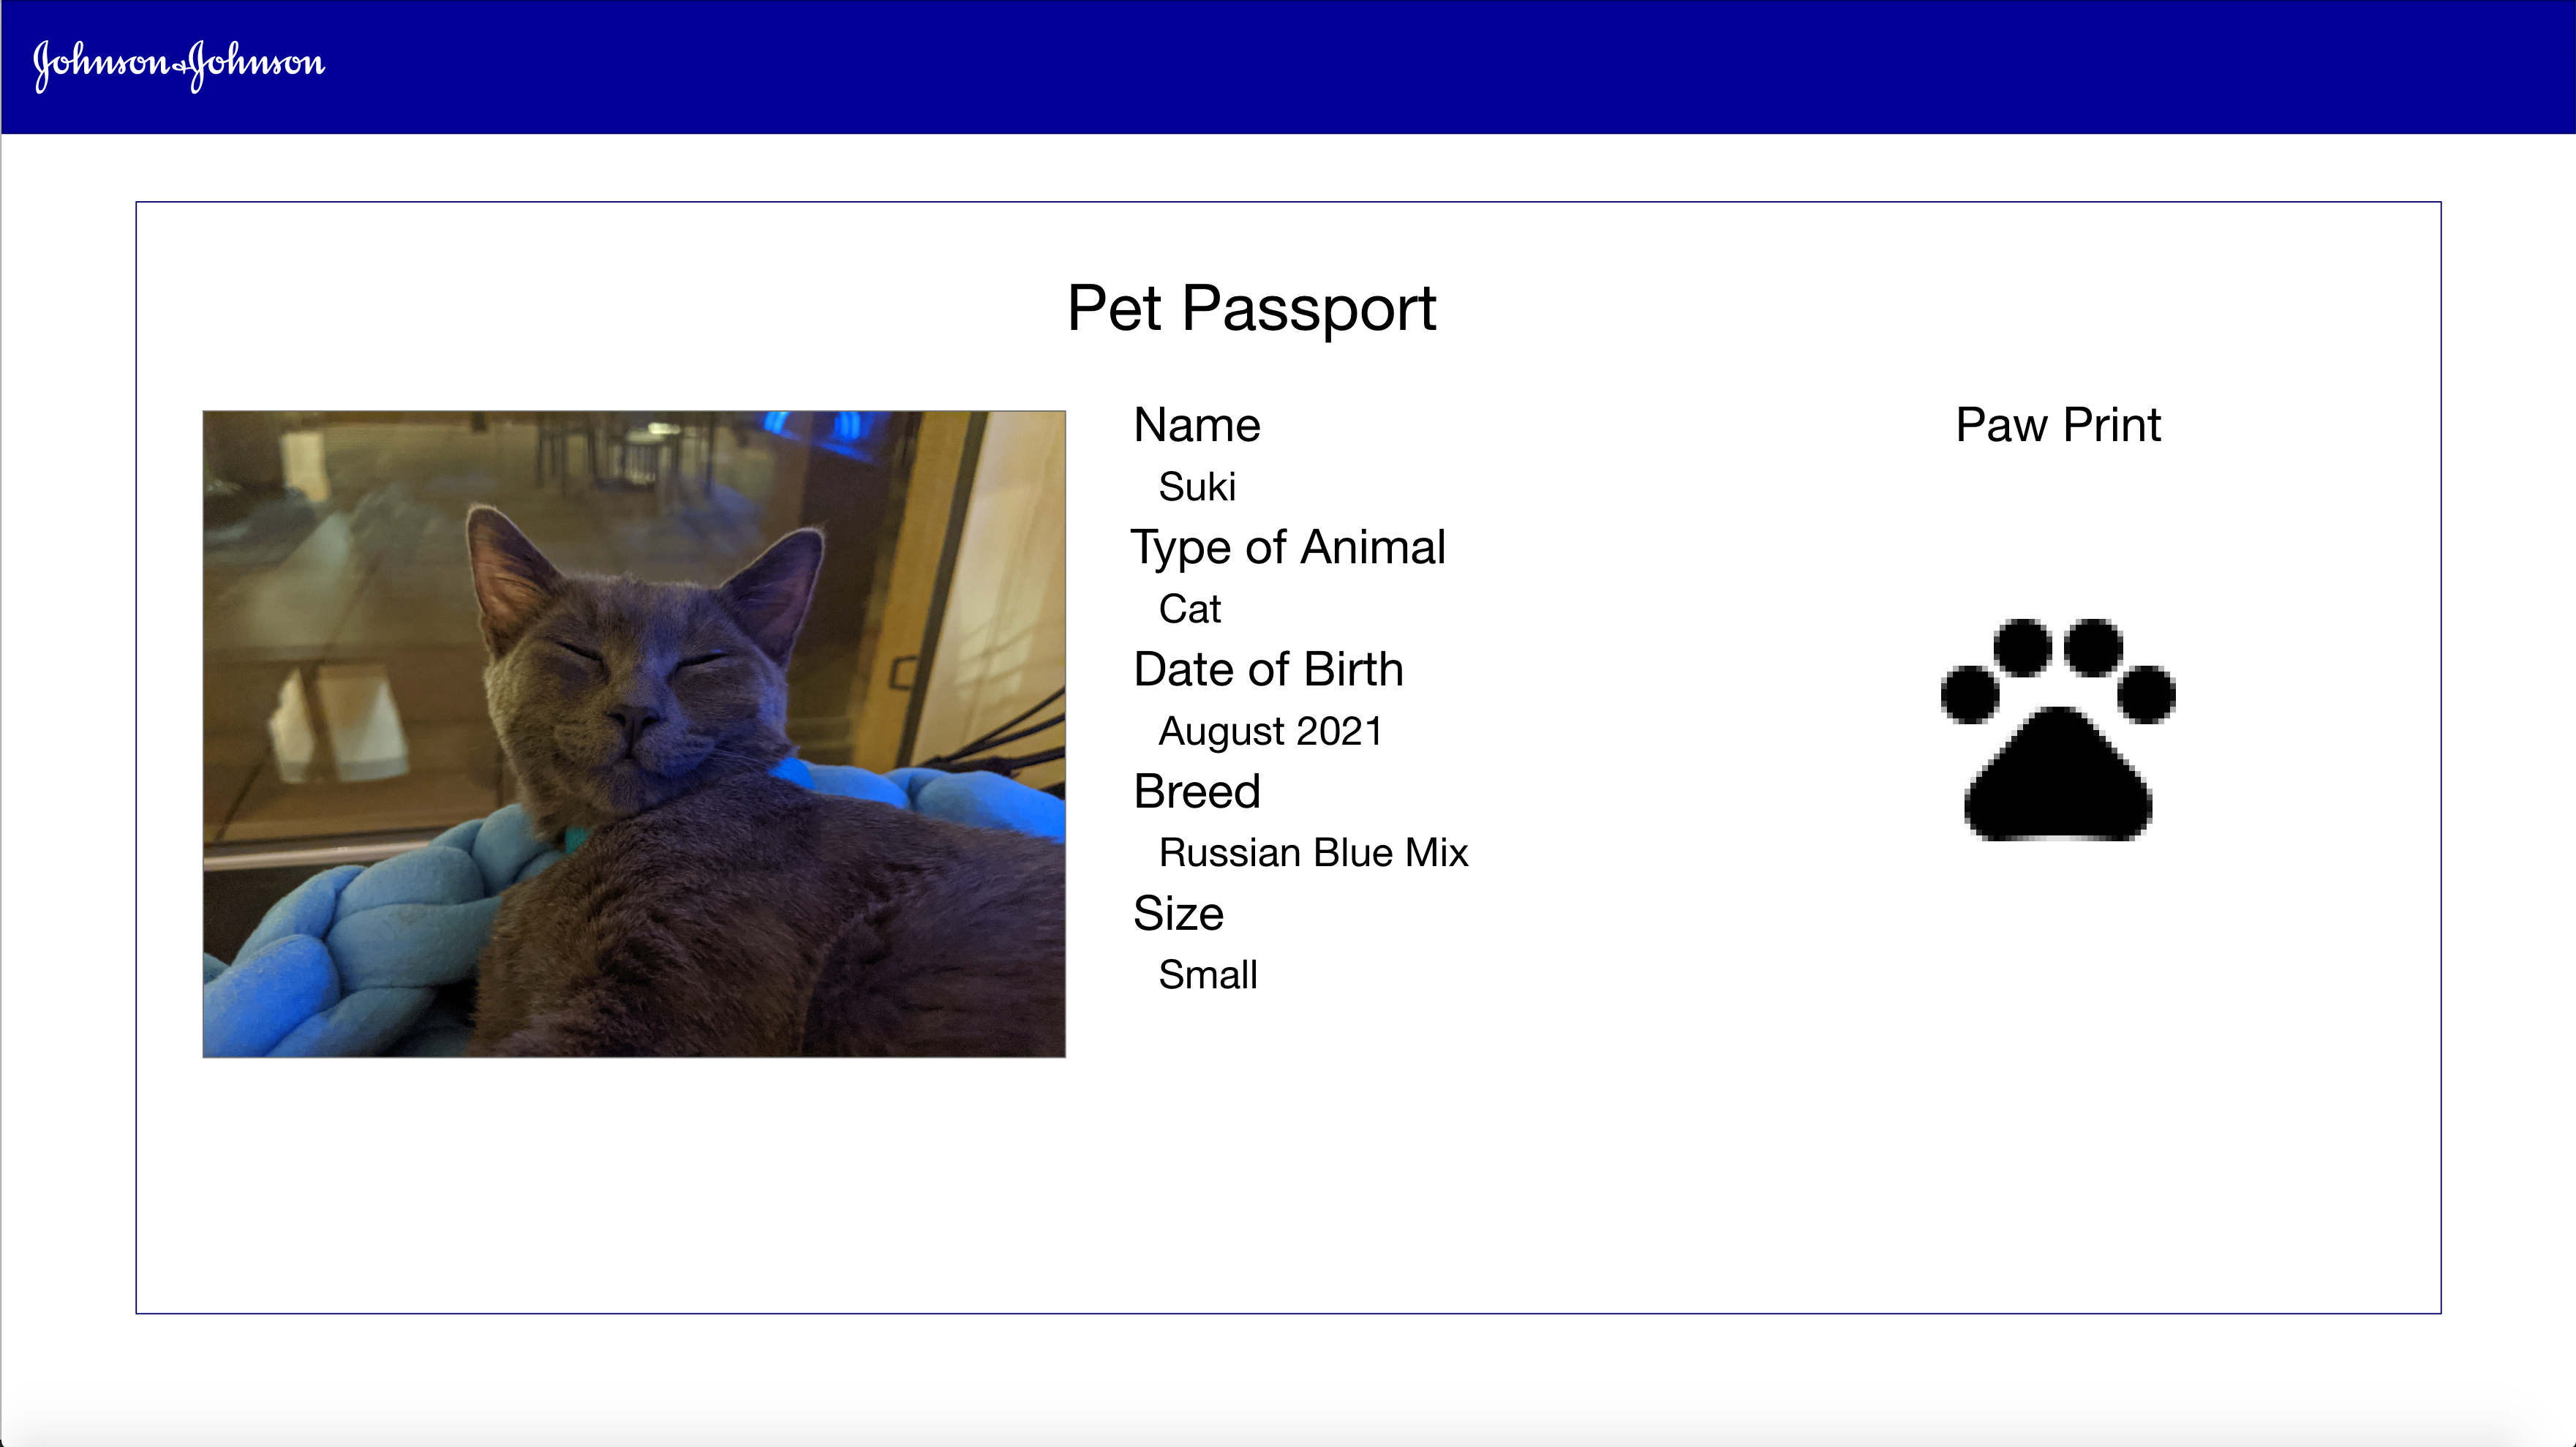 Johnson&Johnson
Pet Passport
Name
Suki
Type of Animal
Cat
Date of Birth
August 2021
Breed
Russian Blue Mix
Size
Small
Paw Print